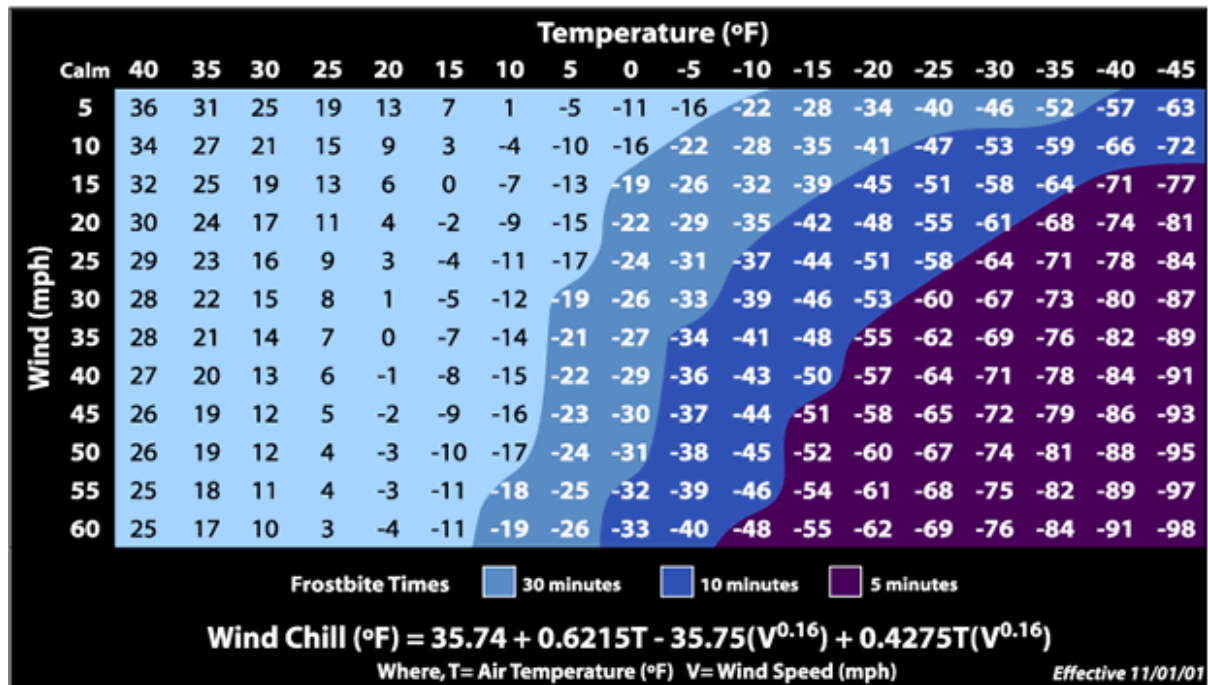 Temperature (ºF)
Calm 40 35 30 25 20 15 10 5 0 -5 -10 -15 -20 -25 -30 -35 -40 -45
Wind (mph)
5 36 31 25 19 13 7 1 -5 -11 -16 -22 -28 -34 -40 -46 -52 -57 -63
10 34 27 21 15 9 3 -4 -10 -16 -22 -28 -35 -41 -47 -53 -59 -66 -72
15 32 25 19 13 6 0 -7 -13 -19 -26 -32 -39 -45 -51 -58 -64 -71 -77
20 30 24 17 11 4 -2 -9 -15 -22 -29 -35 -42 -48 -55 -61 -68 -74 -81
25 29 23 16 9 3 -4 -11 -17 -24 -31 -37 -44 -51 -58 -64 -71 -78 -84
30 28 22 15 8 1 -5 -12 -19 -26 -33 -39 -46 -53 -60 -67 -73 -80 -87
35 28 21 14 7 0 -7 -14 -21 -27 -34 -41 -48 -55 -62 -69 -76 -82 -89
40 27 20 13 6 -1 -8 -15 -22 -29 -36 -43 -50 -57 -64 -71 -78 -84 -91
45 26 19 12 5 -2 -9 -16 -23 -30 -37 -44 -51 -58 -65 -72 -79 -86 -93
50 26 19 12 4 -3 -10 -17 -24 -31 -38 -45 -52 -60 -67 -74 -81 -88 -95
55 25 18 11 4 -3 -11 -18 -25 -32 -39 -46 -54 -61 -68 -75 -82 -89 -97
60 25 17 10 3 -4 -11 -19 -26 -33 -40 -48 -55 -62 -69 -76 -84 -91 -98
Frostbite Times 30 minutes 10 minutes 5 minutes
Wind Chill (ºF) = 35.74 + 0.6215T - 35.75(V^0.16) + 0.4275T(V^0.16)
Where, T= Air Temperature (ºF) V= Wind Speed (mph) Effective 11/01/01